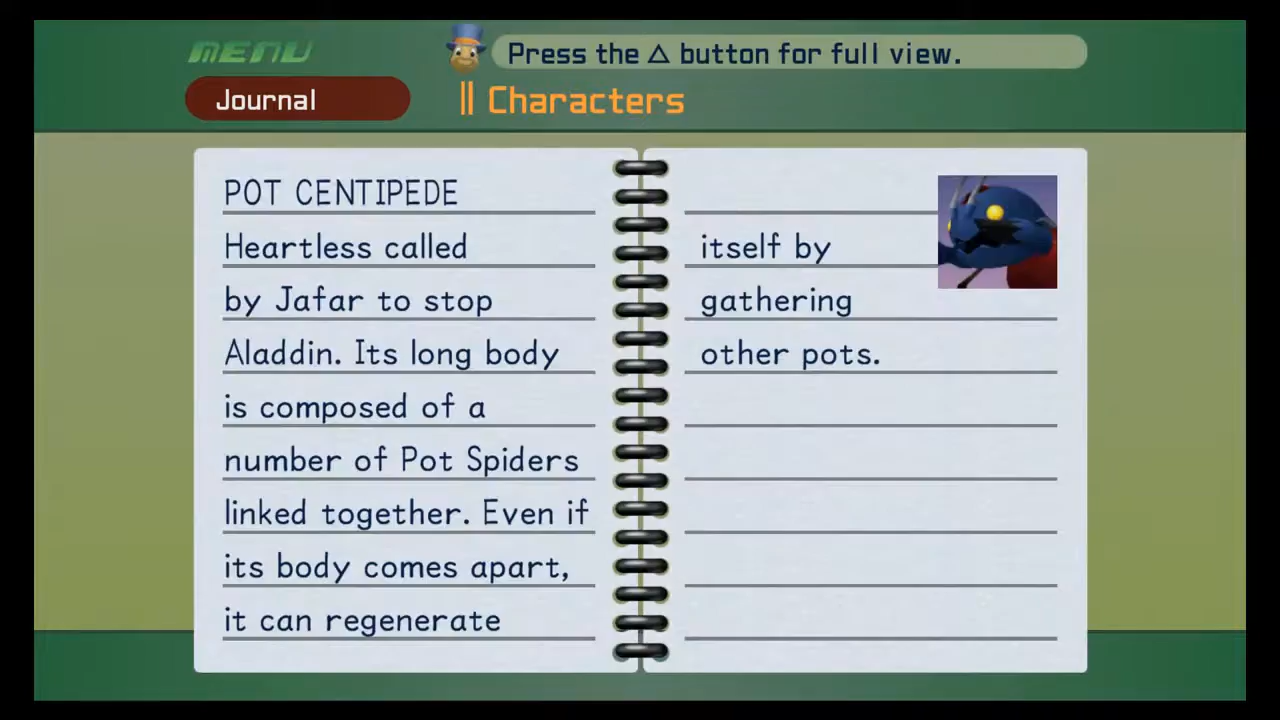 MENU
Press the △ button for full view.
Journal
Characters
POT CENTIPEDE
Heartless called
by Jafar to stop
Aladdin. Its long body
is composed of a
number of Pot Spiders
linked together. Even if
its body comes apart,
it can regenerate
itself by
gathering
other pots.